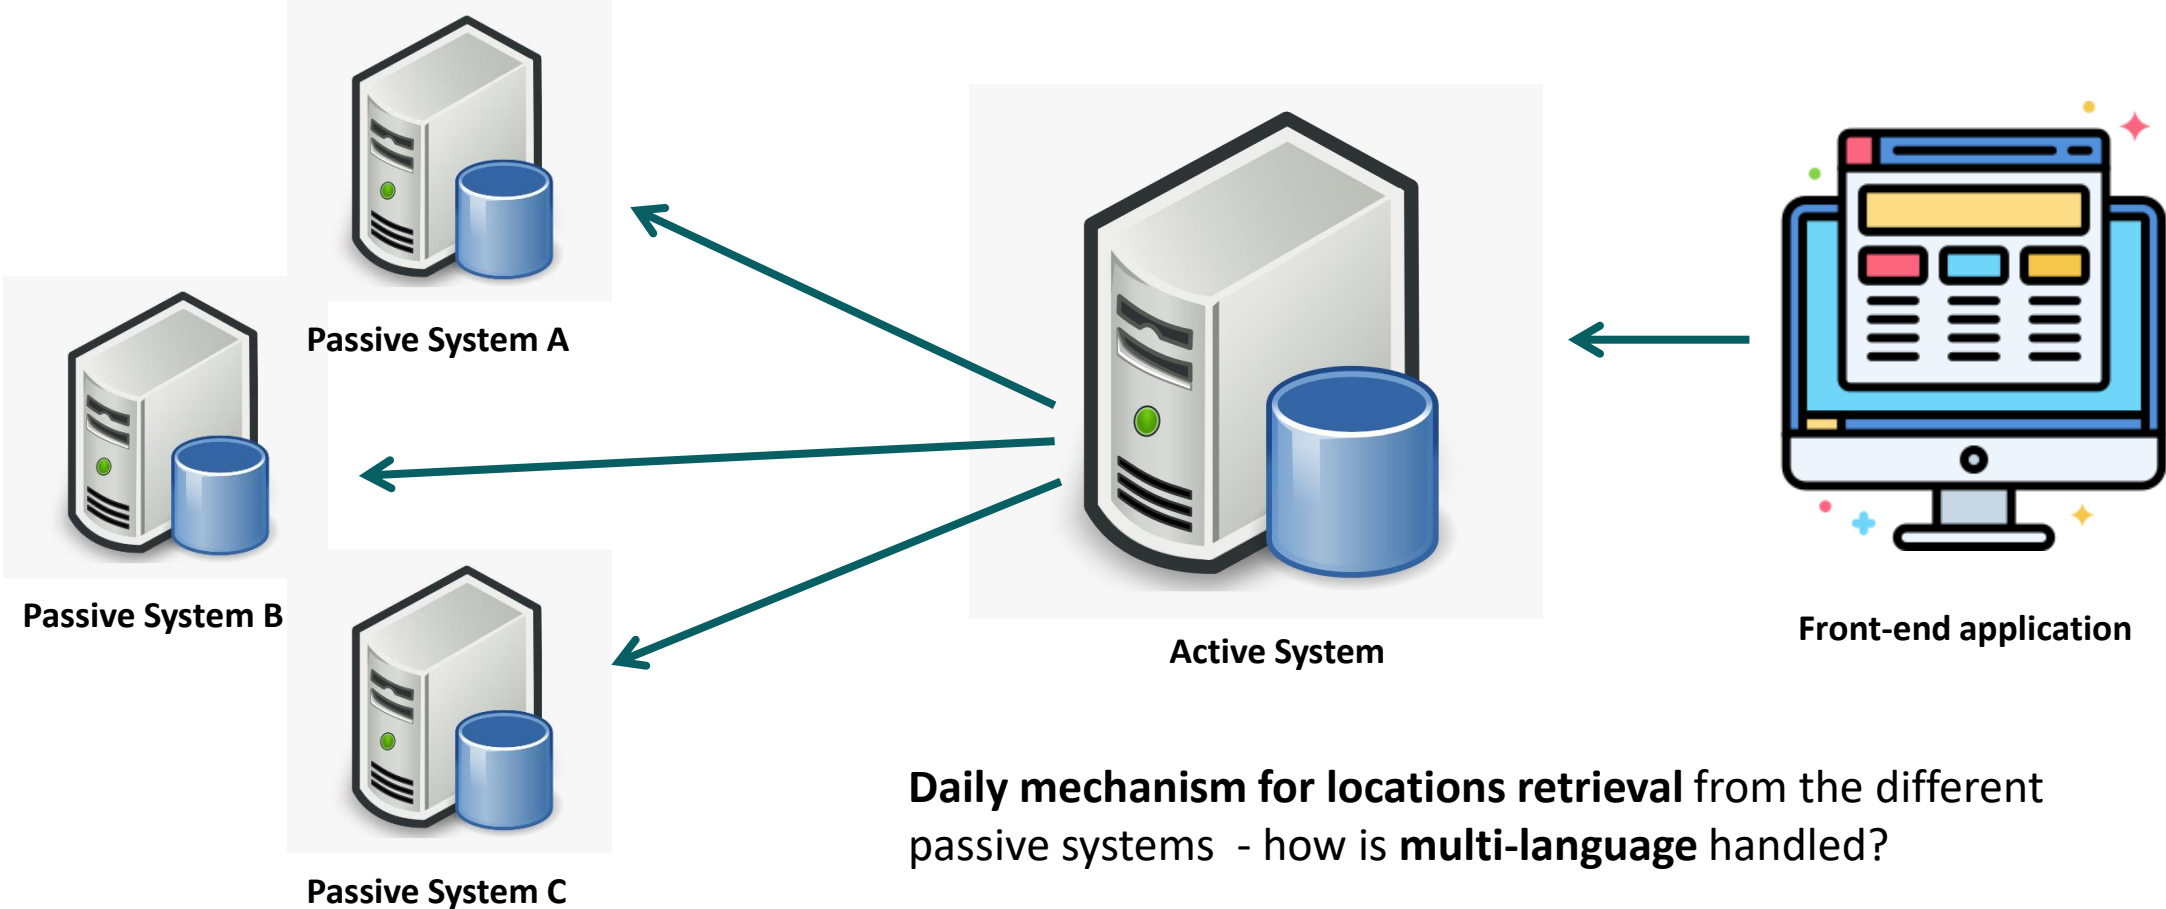 Passive System A
Passive System B
Passive System C
Active System
Front-end application
Daily mechanism for locations retrieval from the different
passive systems  - how is multi-language handled?